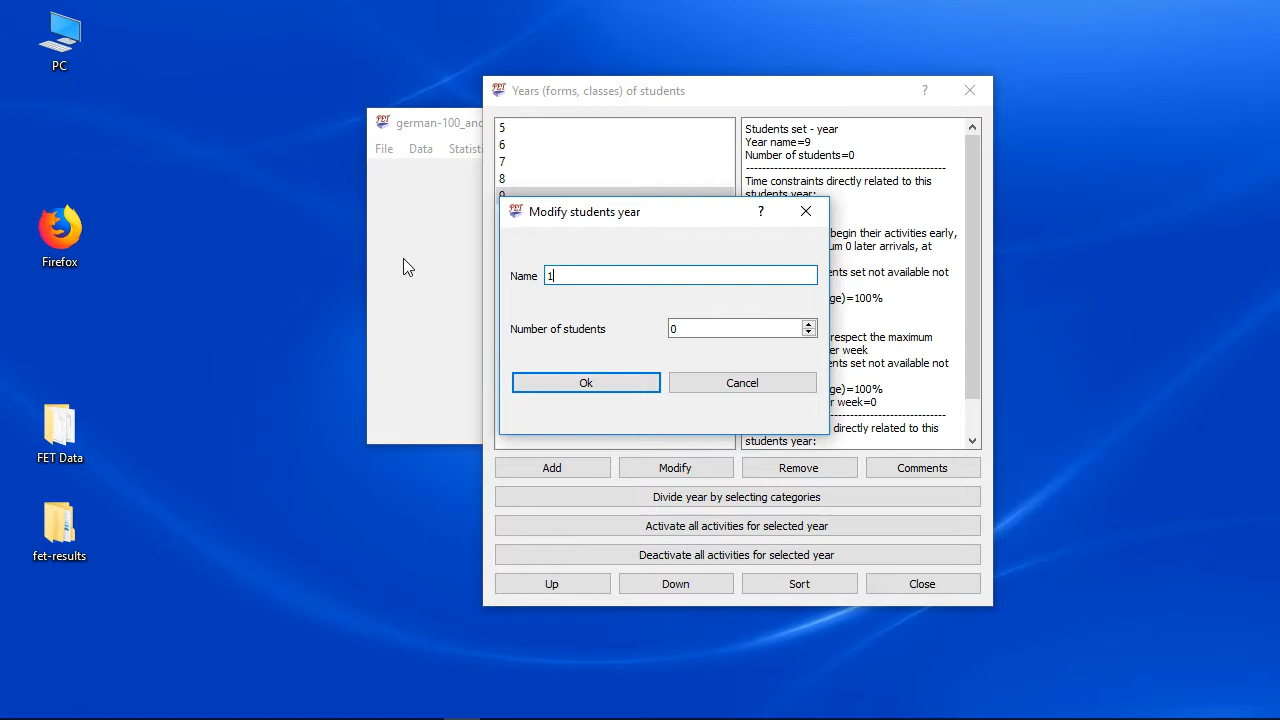 PC
Firefox
FET Data
fet-results
german-100_and
File Data Statisti
Years (forms, classes) of students
?
5
6
7
8
9
Students set - year
Year name=9
Number of students=0
Time constraints directly related to this
students year:
begin their activities early,
um 0 later arrivals, at
ents set not available not
ge)=100%
respect the maximum
er week
ents set not available not
ge)=100%
r week=0
directly related to this
students year:
Modify students year
?
Name 1
Number of students 0
Ok Cancel
Add Modify Remove Comments
Divide year by selecting categories
Activate all activities for selected year
Deactivate all activities for selected year
Up Down Sort Close